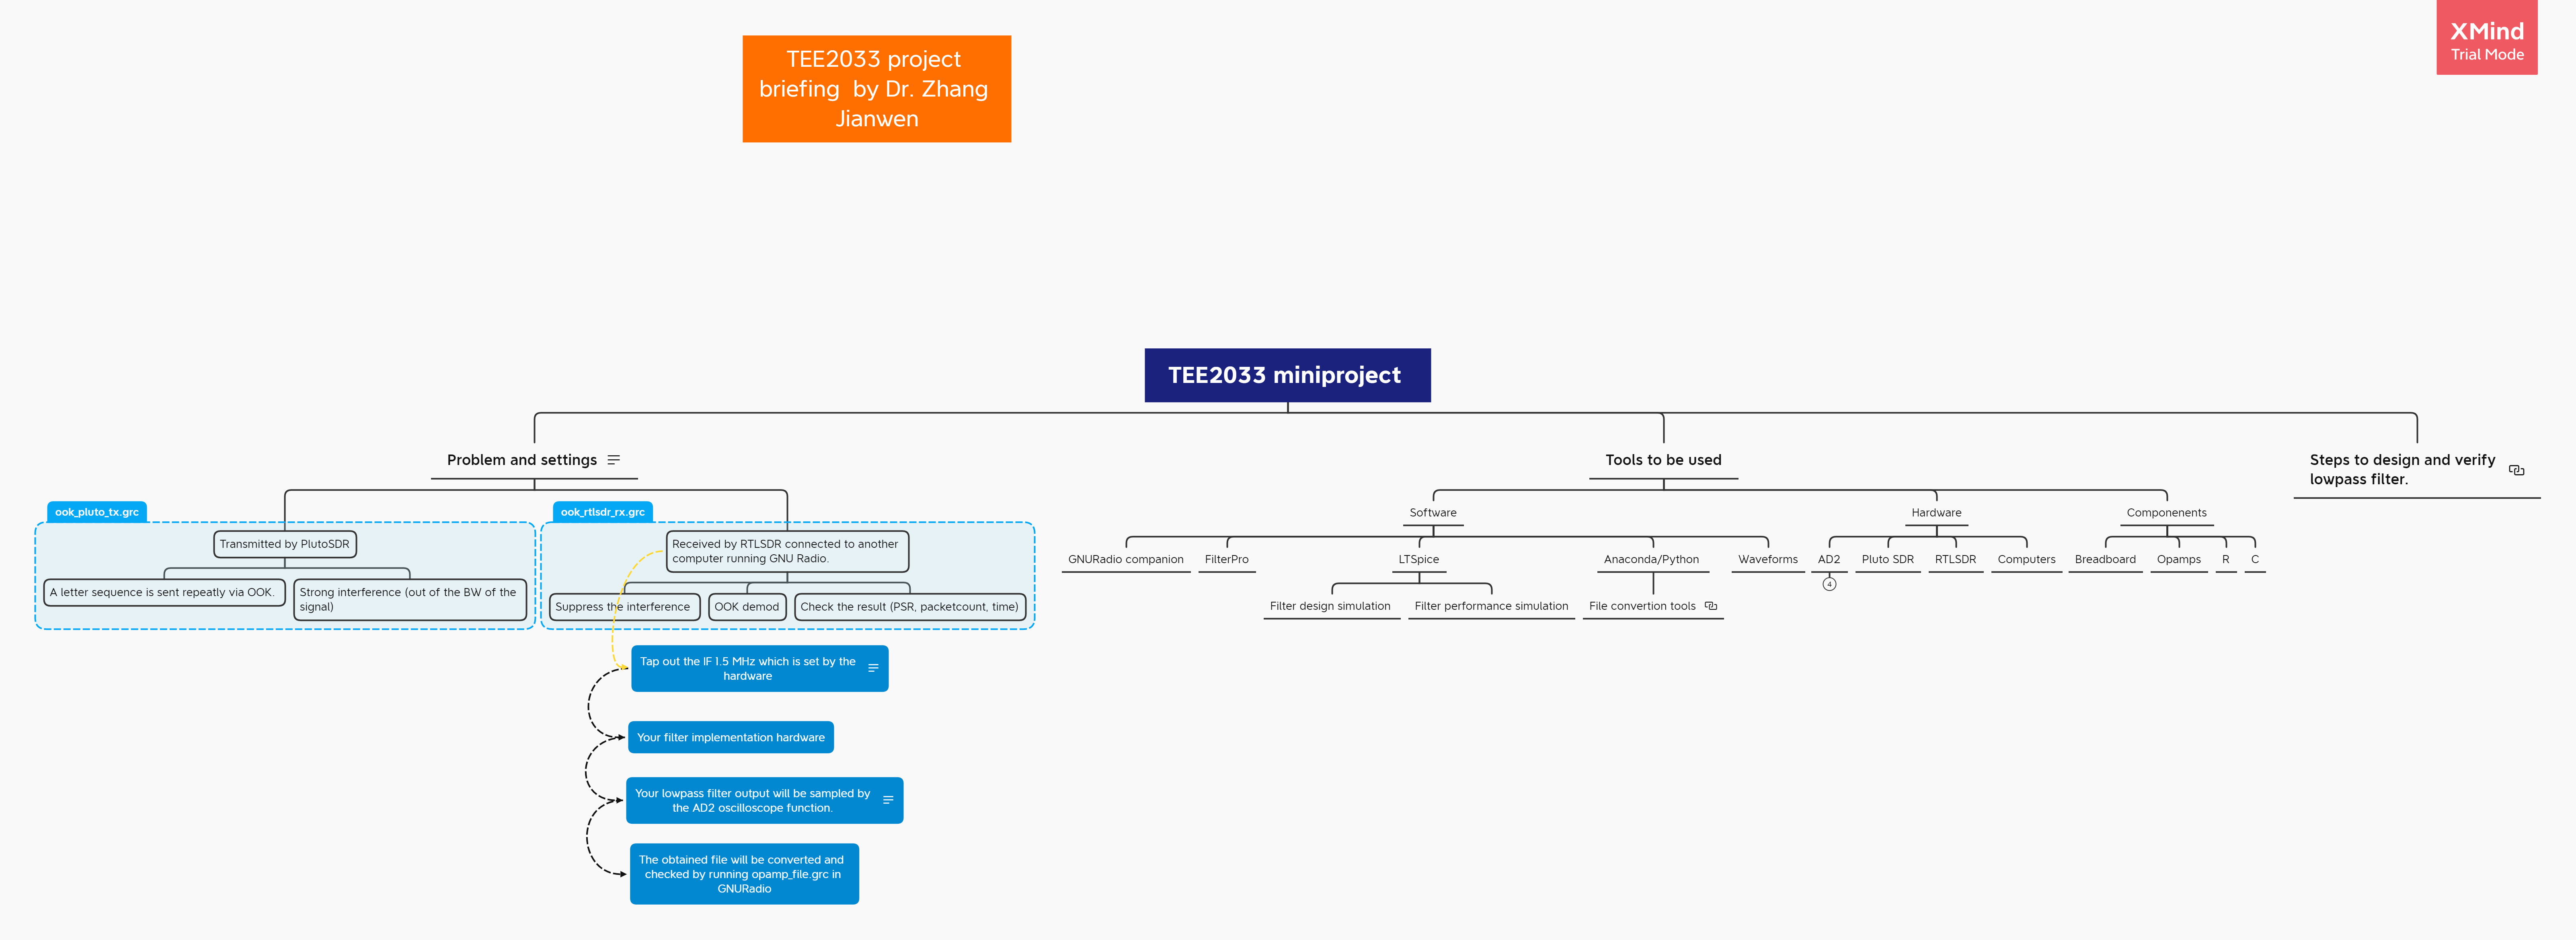 XMind
Trial Mode
TEE2033 project
briefing by Dr. Zhang
Jianwen
TEE2033 miniproject
Problem and settings
Tools to be used
Steps to design and verify
lowpass filter.
ook_pluto_tx.grc
ook_rtlsdr_rx.grc
Transmitted by PlutoSDR
A letter sequence is sent repeatly via OOK.
Strong interference (out of the BW of the
signal)
Received by RTLSDR connected to another
computer running GNU Radio.
Suppress the interference
OOK demod
Check the result (PSR, packetcount, time)
Tap out the IF 1.5 MHz which is set by the
hardware
Your filter implementation hardware
Your lowpass filter output will be sampled by
the AD2 oscilloscope function.
The obtained file will be converted and
checked by running opamp_file.grc in
GNURadio
Software
GNURadio companion
FilterPro
LTSpice
Filter design simulation
Filter performance simulation
Anaconda/Python
File convertion tools
Waveforms
Hardware
AD2
4
Pluto SDR
RTLSDR
Computers
Componenents
Breadboard
Opamps
R
C